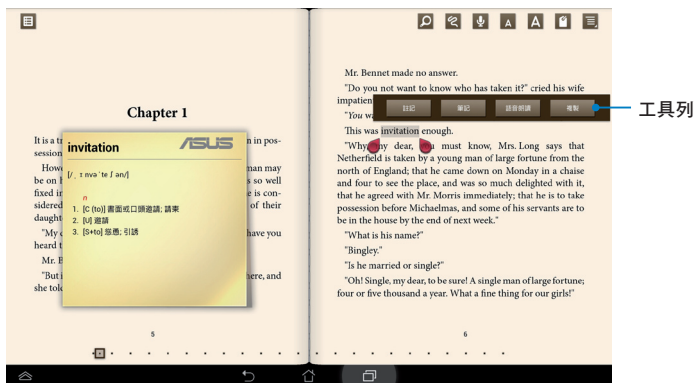 Chapter 1
It is a tr
n in pos-
session
Howe
man may
be on h
s so well
fixed in
e is con-
sidered
of their
daught
"My d
have you
heard t
Mr. B
"But i
here, and
she tol
invitation
ASUS
n
1. [C (to)] 書面或口頭邀請; 請柬
2. [U] 邀請
3. [S+to] 慫恿; 引誘
5
Mr. Bennet made no answer.
"Do you not want to know who has taken it?" cried his wife
impatien
註記 筆記 語音朗讀 複製
工具列
"You wa
This was invitation enough.
"Why, my dear, you must know, Mrs. Long says that
Netherfield is taken by a young man of large fortune from the
north of England; that he came down on Monday in a chaise
and four to see the place, and was so much delighted with it,
that he agreed with Mr. Morris immediately; that he is to take
possession before Michaelmas, and some of his servants are to
be in the house by the end of next week."
"What is his name?"
"Bingley."
"Is he married or single?"
"Oh! Single, my dear, to be sure! A single man of large fortune;
four or five thousand a year. What a fine thing for our girls!"
6
A A